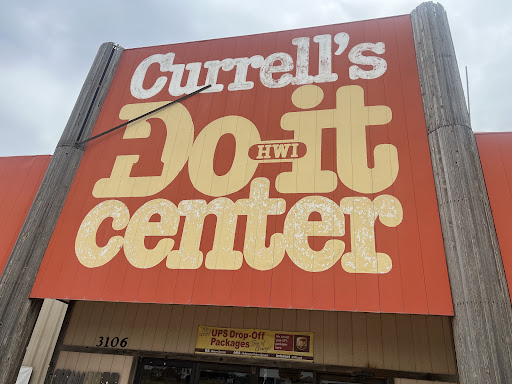 Currell's
Do-it
HWI
center
3106
UPS Drop-Off
Packages